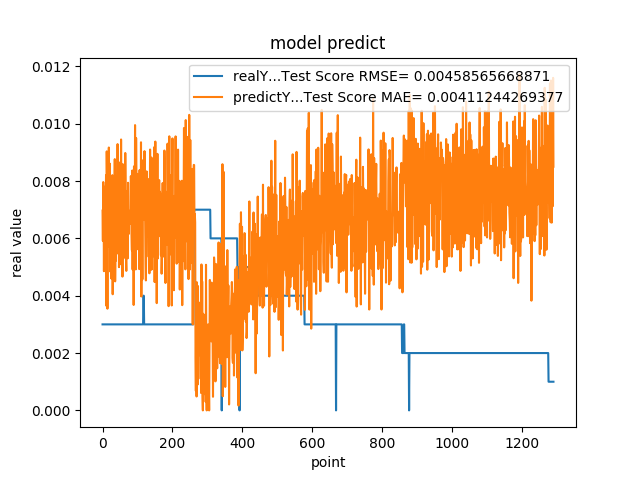 model predict
realY...Test Score RMSE= 0.00458565668871
predictY...Test Score MAE= 0.00411244269377
0.012
0.010
0.008
0.006
0.004
0.002
0.000
real value
0 200 400 600 800 1000 1200
point